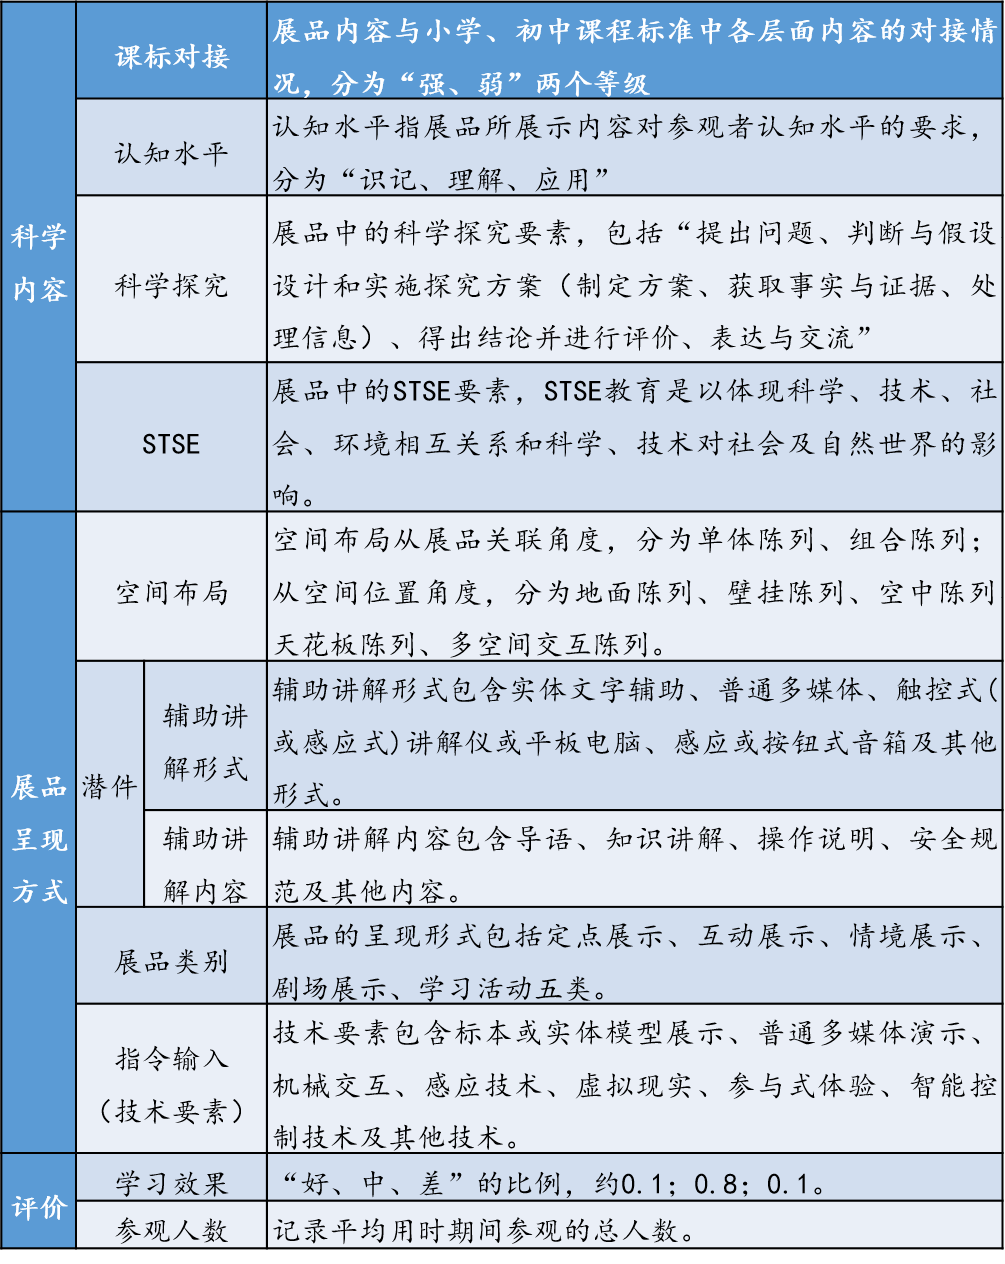 科学
内容
课标对接
展品内容与小学、初中课程标准中各层面内容的对接情
况，分为“强、弱”两个等级
认知水平
认知水平指展品所展示内容对参观者认知水平的要求，
分为“识记、理解、应用”
科学探究
展品中的科学探究要素，包括“提出问题、判断与假设
设计和实施探究方案（制定方案、获取事实与证据、处
理信息）、得出结论并进行评价、表达与交流”
STSE
展品中的STSE要素，STSE教育是以体现科学、技术、社
会、环境相互关系和科学、技术对社会及自然世界的影
响。
展品
呈现
方式
空间布局
空间布局从展品关联角度，分为单体陈列、组合陈列；
从空间位置角度，分为地面陈列、壁挂陈列、空中陈列
天花板陈列、多空间交互陈列。
潜件
辅助讲
解形式
辅助讲解形式包含实体文字辅助、普通多媒体、触控式(
或感应式)讲解仪或平板电脑、感应或按钮式音箱及其他
形式。
辅助讲
解内容
辅助讲解内容包含导语、知识讲解、操作说明、安全规
范及其他内容。
展品类别
展品的呈现形式包括定点展示、互动展示、情境展示、
剧场展示、学习活动五类。
指令输入
（技术要素）
技术要素包含标本或实体模型展示、普通多媒体演示、
机械交互、感应技术、虚拟现实、参与式体验、智能控
制技术及其他技术。
评价
学习效果
“好、中、差”的比例，约0.1；0.8；0.1。
参观人数
记录平均用时期间参观的总人数。